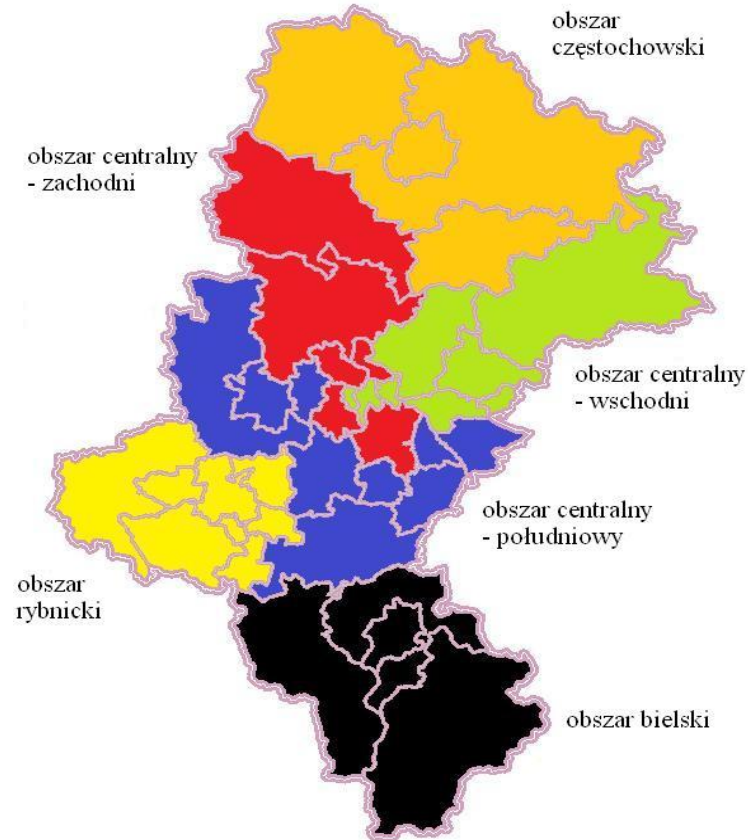 obszar
częstochowski
obszar centralny
- zachodni
obszar centralny
- wschodni
obszar centralny
- południowy
obszar
rybnicki
obszar bielski